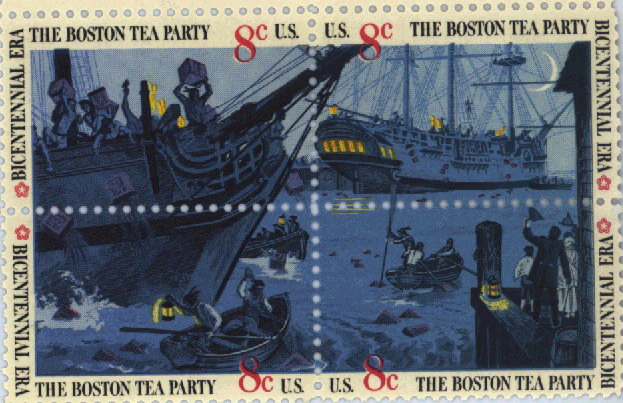 THE BOSTON TEA PARTY 8c U.S.
U.S. 8c THE BOSTON TEA PARTY
BICENTENNIAL ERA
BICENTENNIAL ERA
BICENTENNIAL ERA
BICENTENNIAL ERA
THE BOSTON TEA PARTY 8c U.S.
U.S. 8c THE BOSTON TEA PARTY